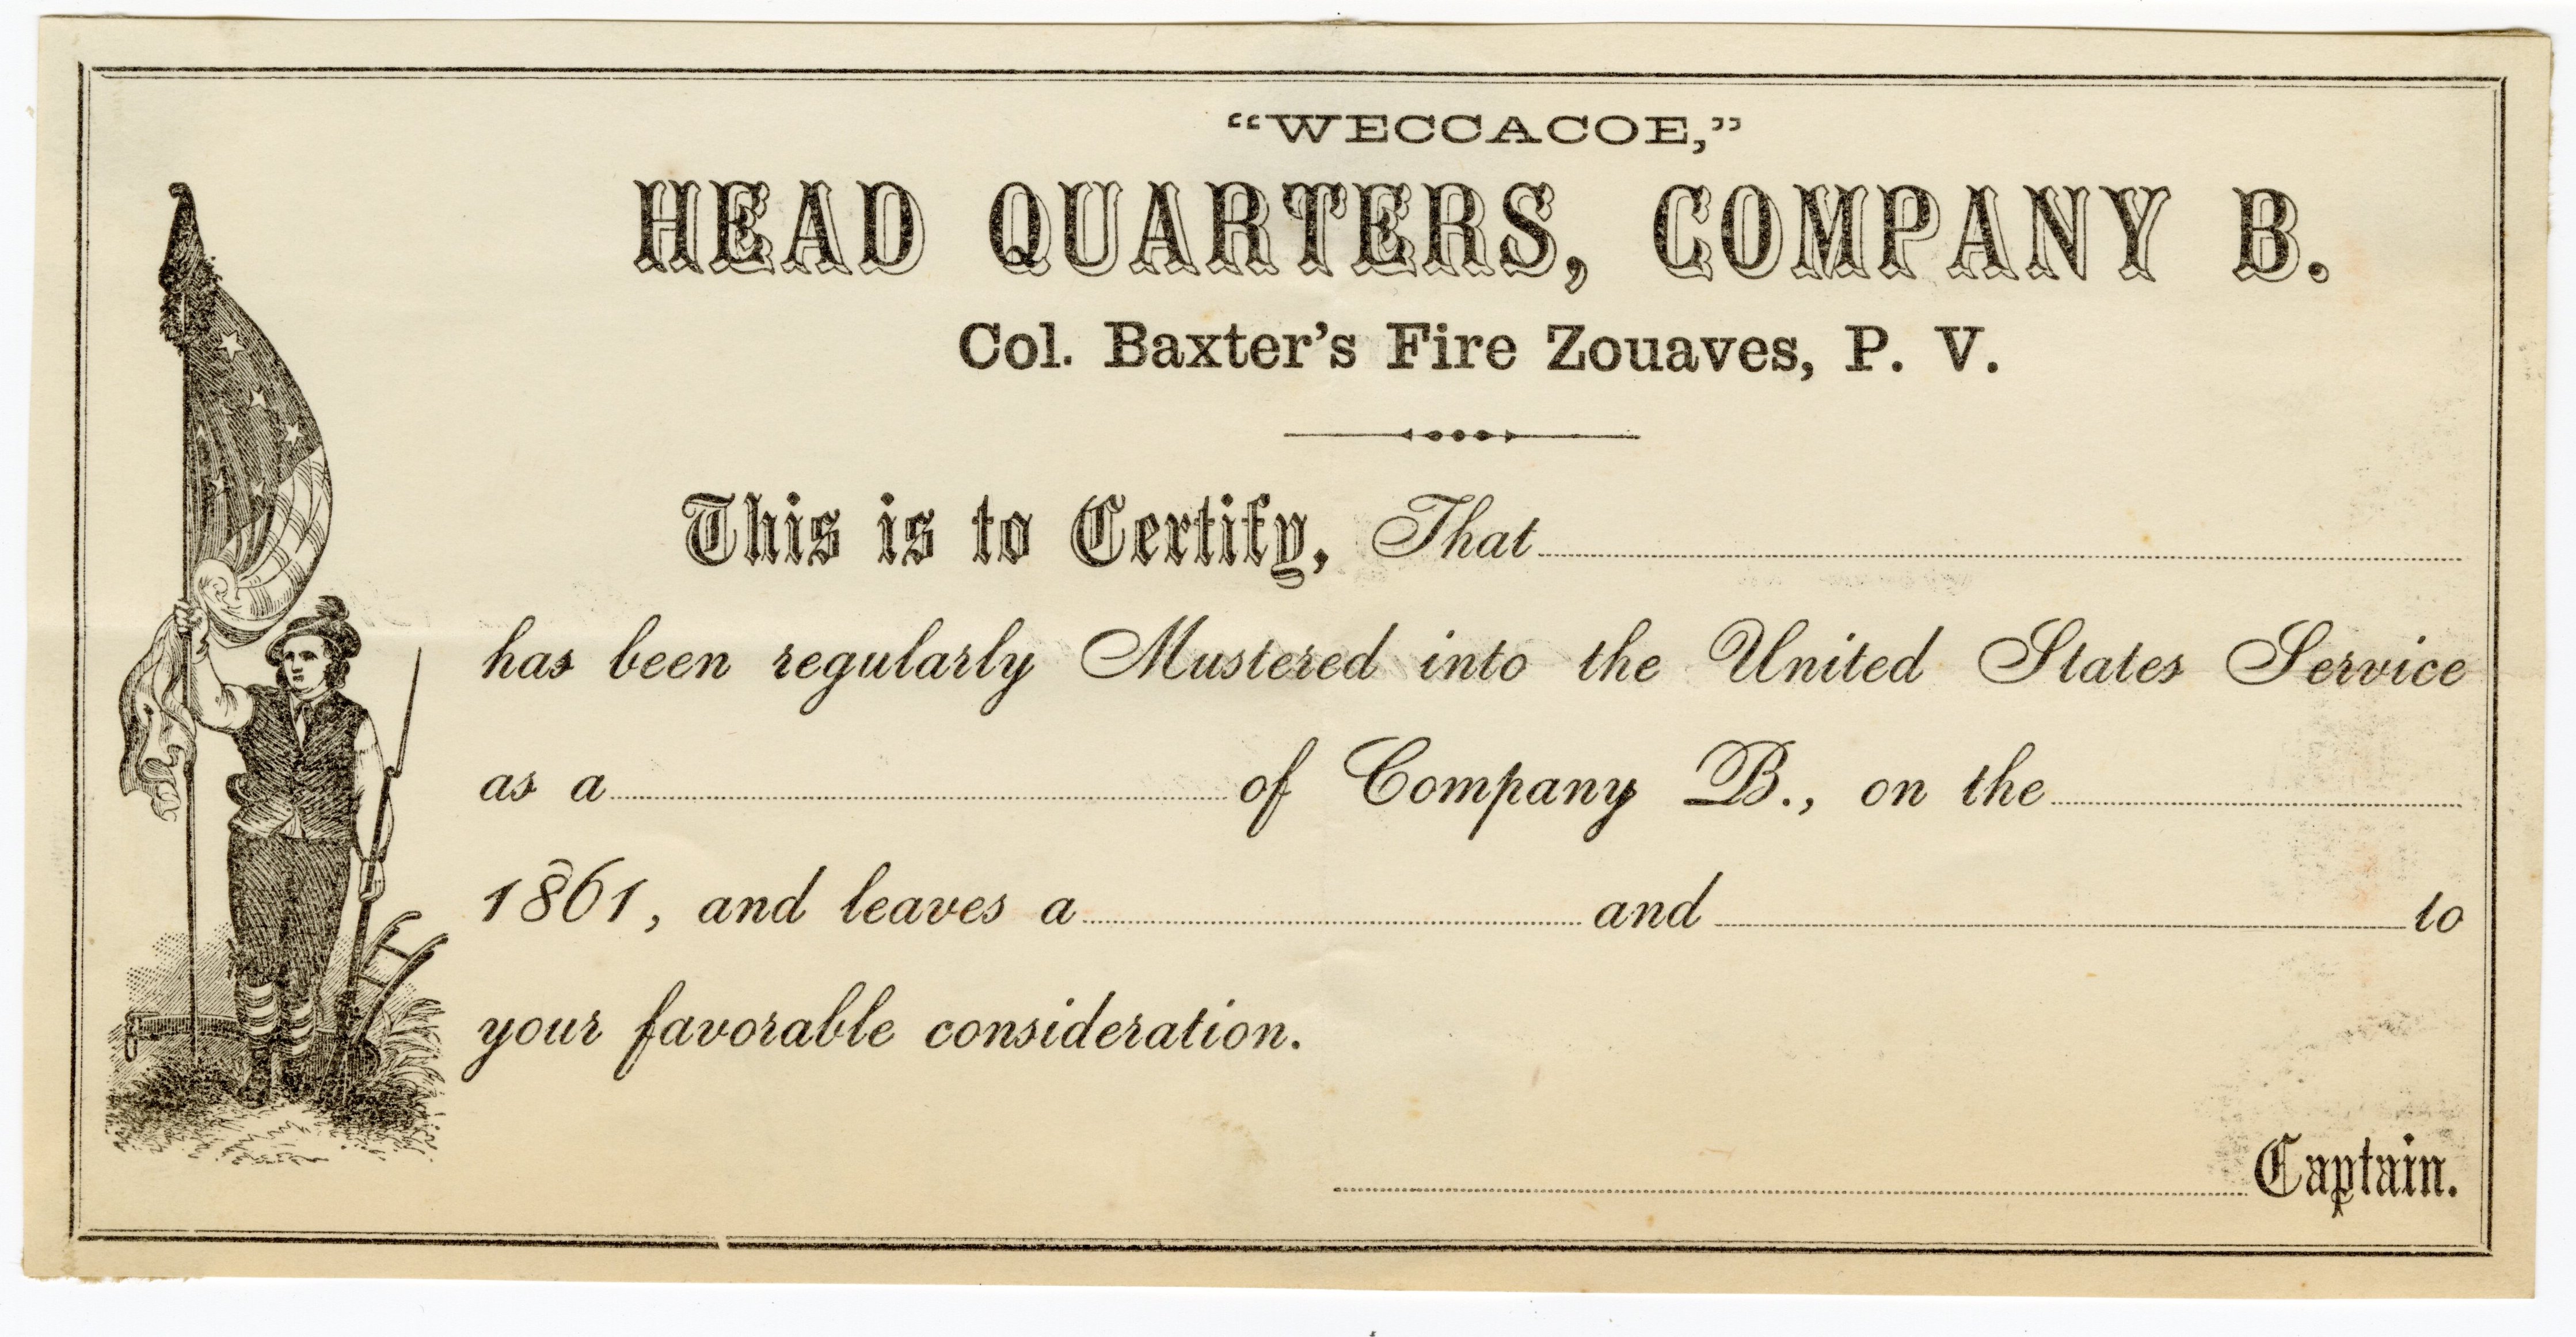 “WECCACOE,”
HEAD QUARTERS, COMPANY B.
Col. Baxter’s Fire Zouaves, P. V.
This is to Certify, That
has been regularly Mustered into the United States Service
as a of Company B., on the
1861, and leaves a and to
your favorable consideration.
Captain.